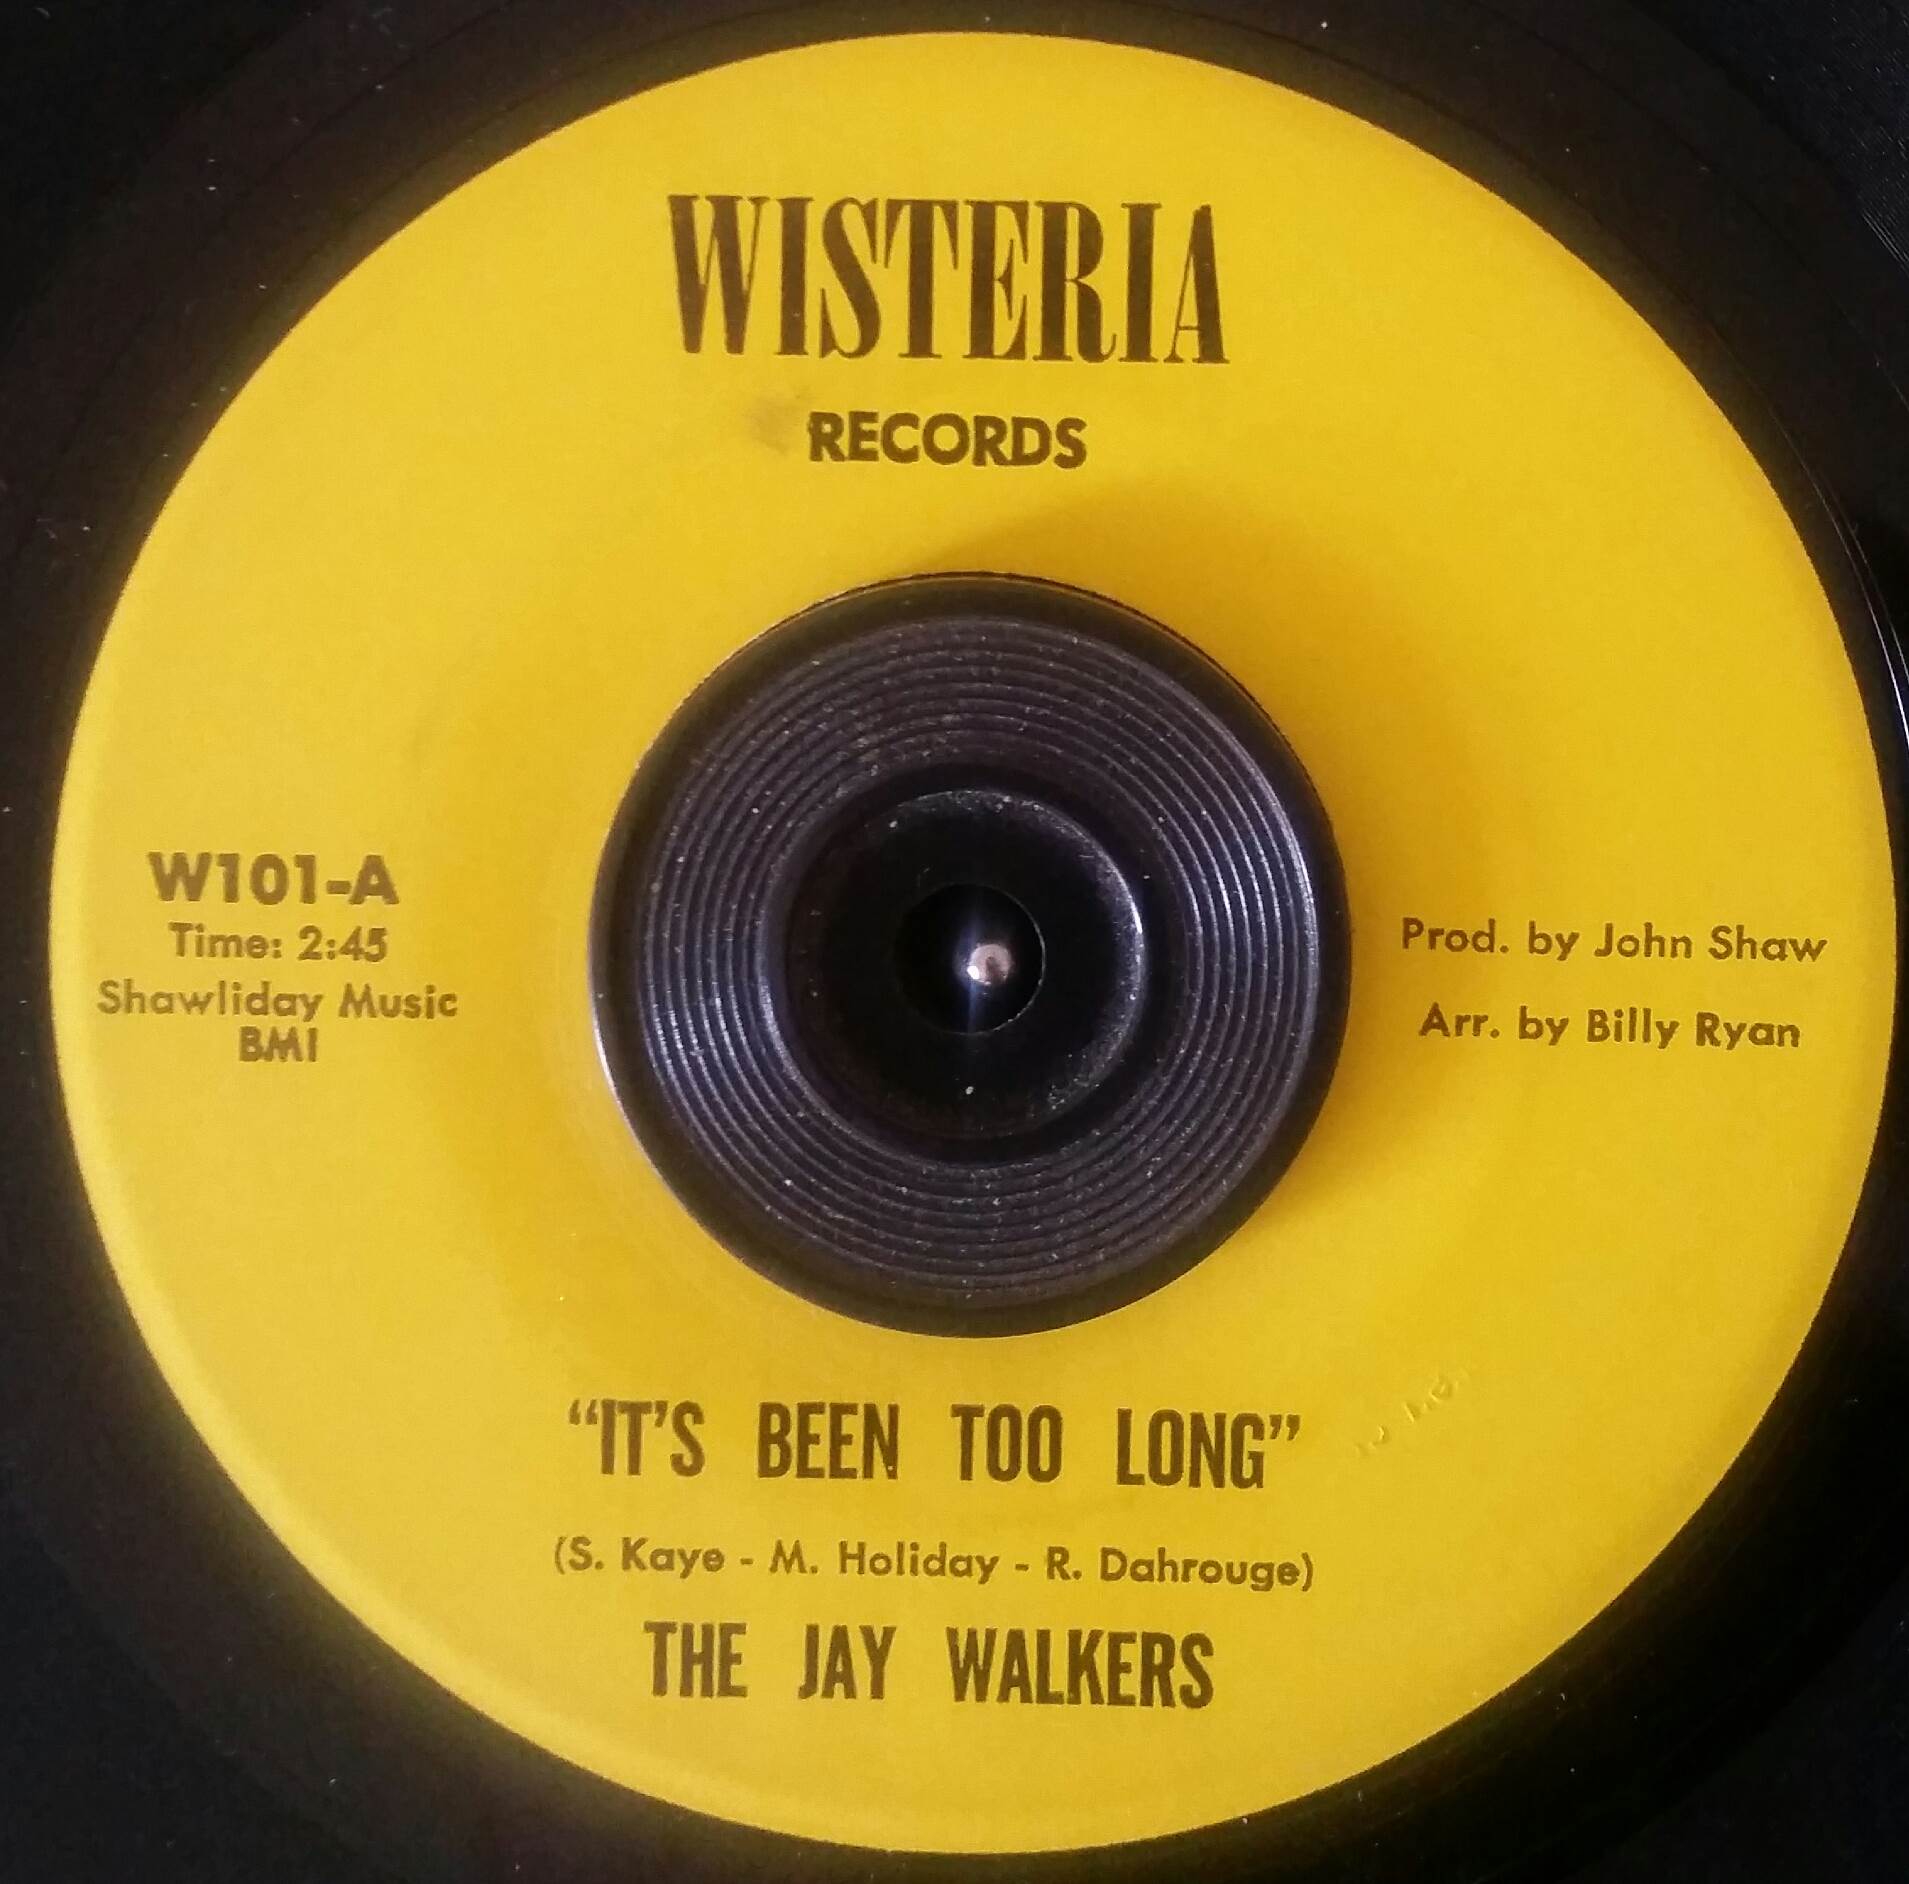 WISTERIA
RECORDS
W101-A
Time: 2:45
Shawliday Music
BMI
Prod. by John Shaw
Arr. by Billy Ryan
"IT'S BEEN TOO LONG"
(S. Kaye - M. Holiday - R. Dahrouge)
THE JAY WALKERS